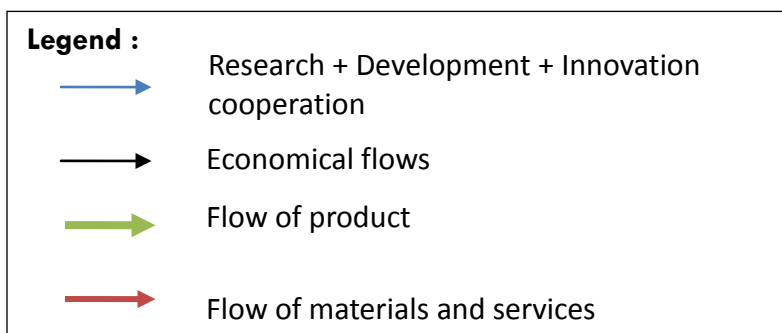 Legend :
Research + Development + Innovation
cooperation
Economical flows
Flow of product
Flow of materials and services